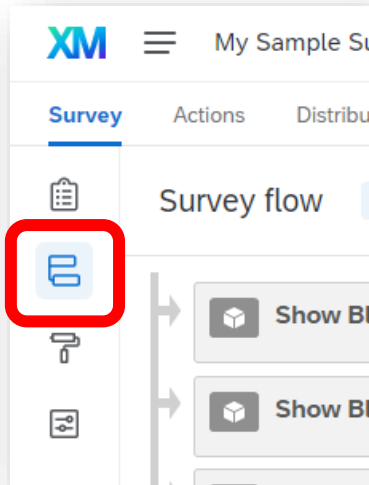 XM My Sample Su
Survey Actions Distribu
Survey flow
Show Bl
Show Bl